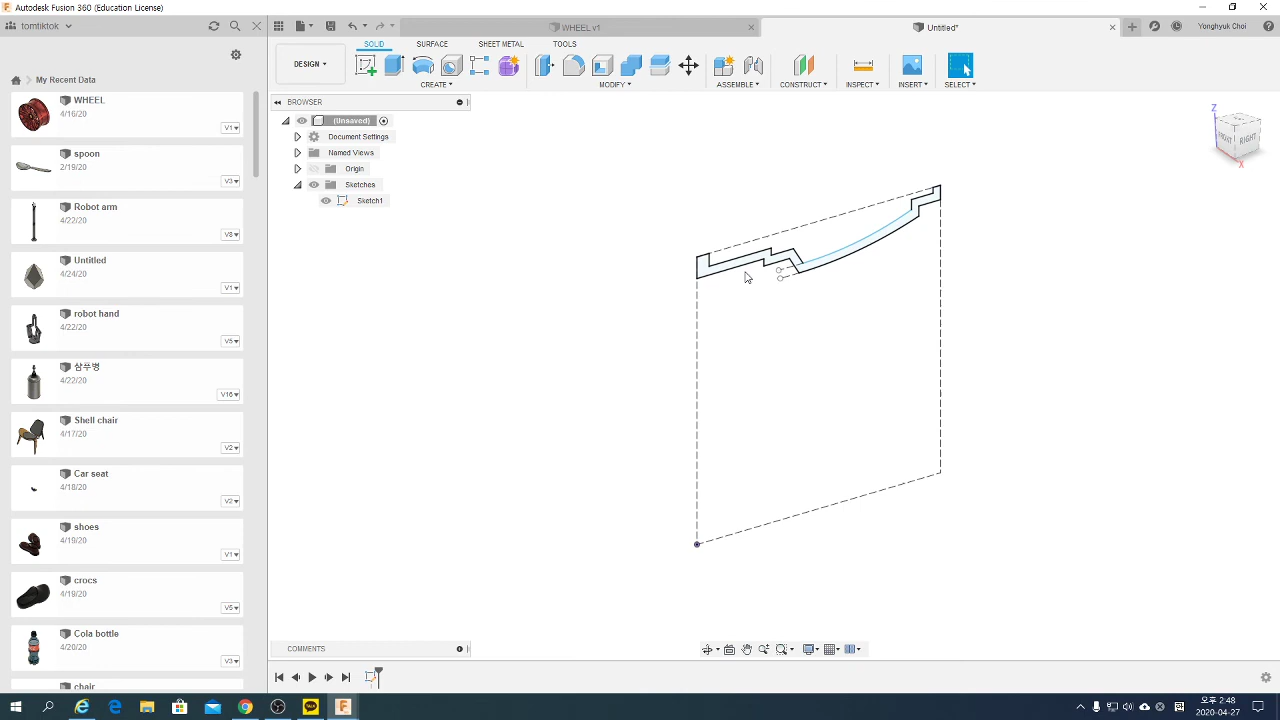 Autodesk Fusion 360 (Education License)
tomtiktok
WHEEL v1
Untitled*
Yonghyuk Choi
My Recent Data
WHEEL
4/16/20
V1
spoon
2/19/20
V3
Robot arm
4/22/20
V8
Untitled
4/24/20
V1
robot hand
4/22/20
V5
샴푸병
4/22/20
V16
Shell chair
4/17/20
V2
Car seat
4/18/20
V2
shoes
4/19/20
V1
crocs
4/19/20
V5
Cola bottle
4/20/20
V3
chair
DESIGN
SOLID
SURFACE
SHEET METAL
TOOLS
CREATE
MODIFY
ASSEMBLE
CONSTRUCT
INSPECT
INSERT
SELECT
BROWSER
(Unsaved)
Document Settings
Named Views
Origin
Sketches
Sketch1
Z
FRONT
RIGHT
X
COMMENTS
오후 2:48
2020-04-27